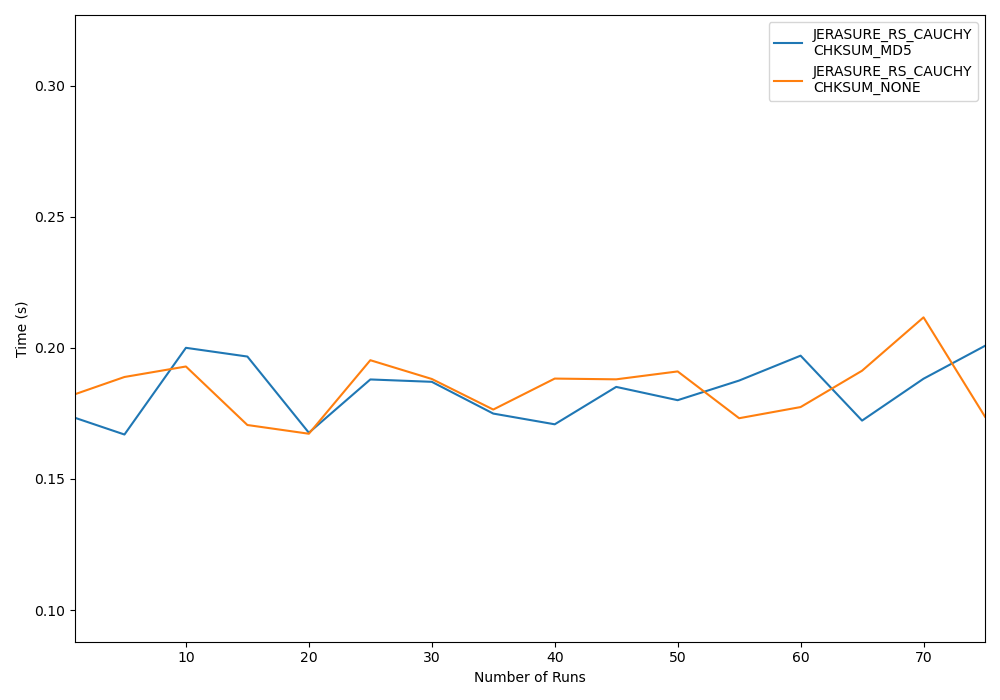 JERASURE_RS_CAUCHY
CHKSUM_MD5
JERASURE_RS_CAUCHY
CHKSUM_NONE
0.30
0.25
0.20
0.15
0.10
Time (s)
10 20 30 40 50 60 70
Number of Runs